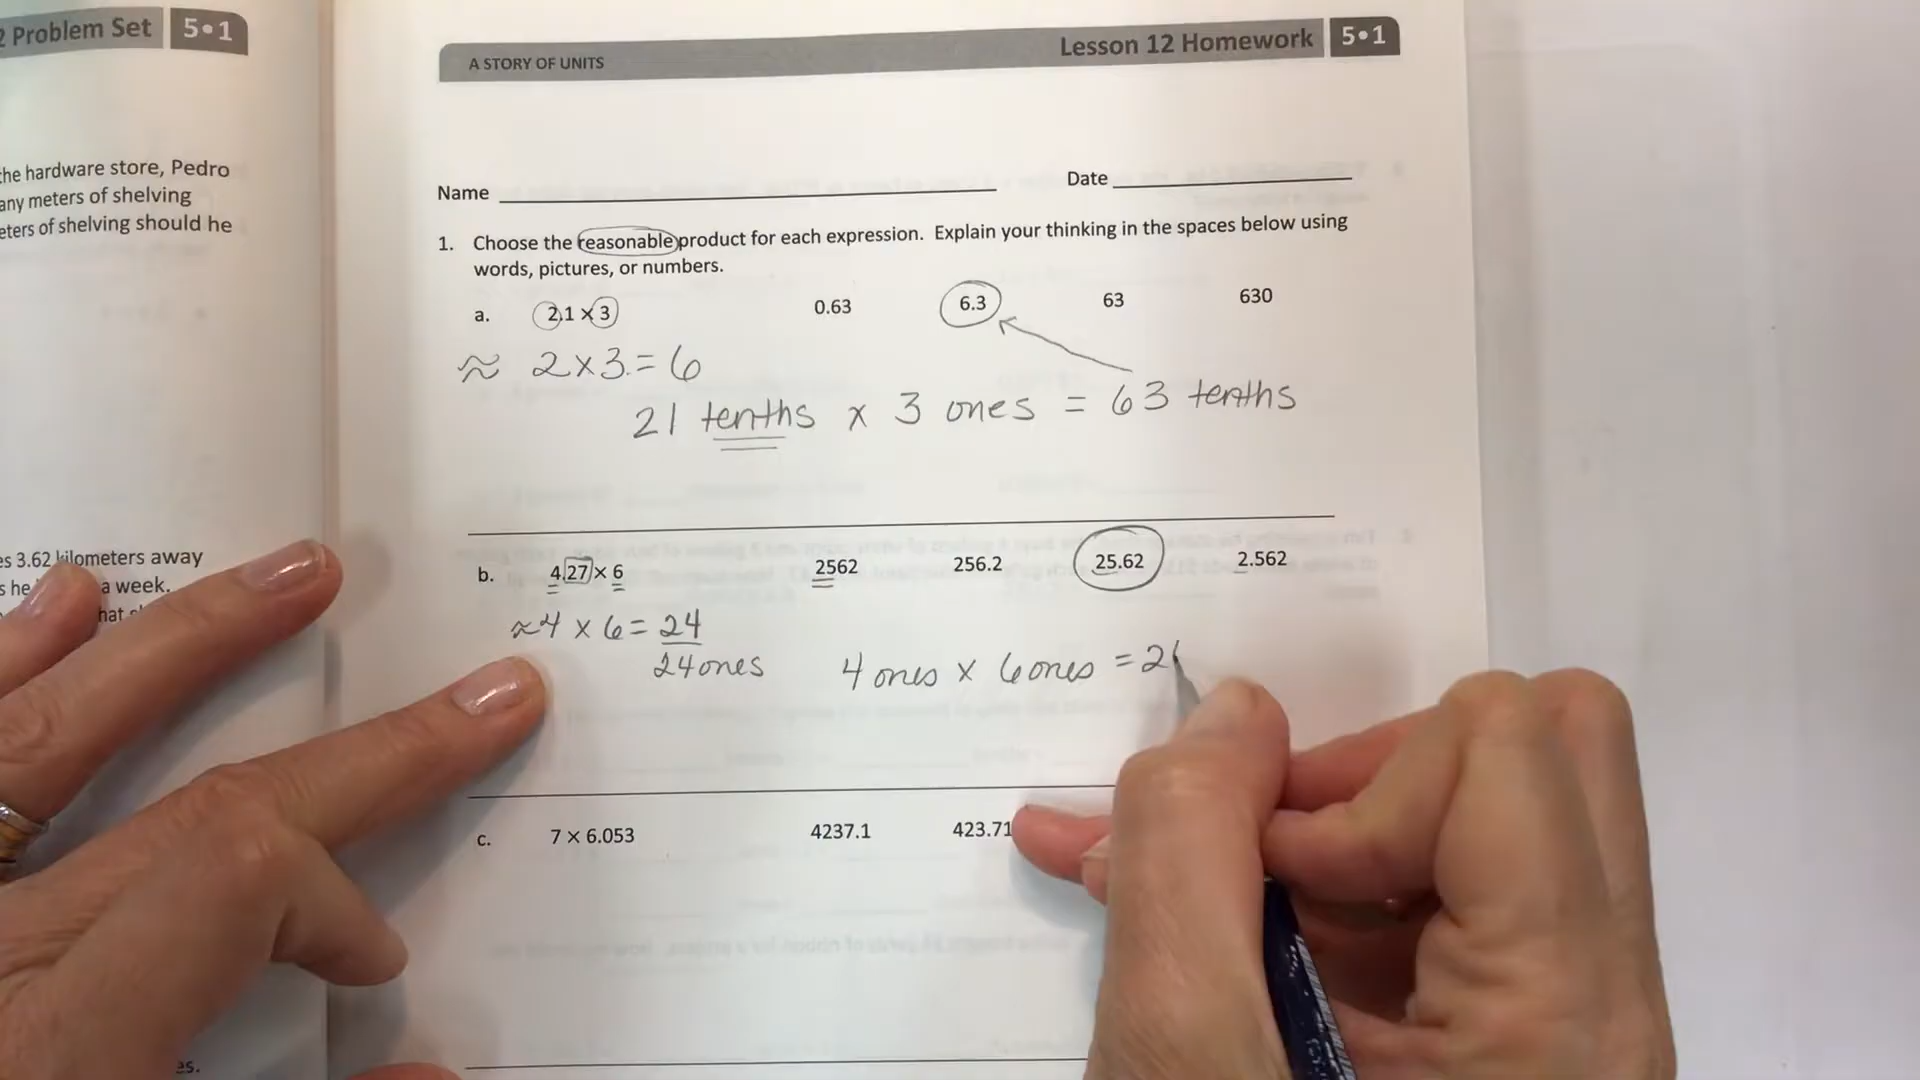 2 Problem Set 5•1
the hardware store, Pedro
any meters of shelving
eters of shelving should he
es 3.62 kilometers away
s he a week.
hat
es.
A STORY OF UNITS Lesson 12 Homework 5•1
Name Date
1. Choose the reasonable product for each expression. Explain your thinking in the spaces below using
words, pictures, or numbers.
a. 2.1 × 3 0.63 6.3 63 630
≈ 2 × 3 = 6
21 tenths × 3 ones = 63 tenths
b. 4.27 × 6 2562 256.2 25.62 2.562
≈ 4 × 6 = 24
24 ones 4 ones × 6 ones = 2
c. 7 × 6.053 4237.1 423.71